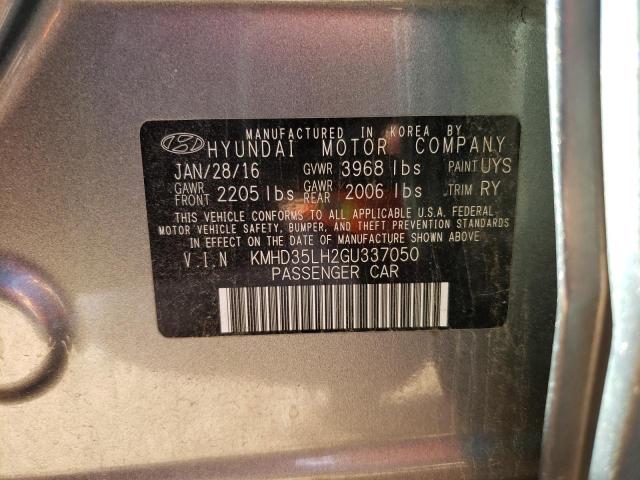 MANUFACTURED IN KOREA BY
HYUNDAI MOTOR COMPANY
JAN/28/16 GVWR 3968 lbs PAINT UYS
GAWR FRONT 2205 lbs GAWR REAR 2006 lbs TRIM RY
THIS VEHICLE CONFORMS TO ALL APPLICABLE U.S.A. FEDERAL
MOTOR VEHICLE SAFETY, BUMPER, AND THEFT PREVENTION STANDARDS
IN EFFECT ON THE DATE OF MANUFACTURE SHOWN ABOVE.
V.I.N KMHD35LH2GU337050
PASSENGER CAR